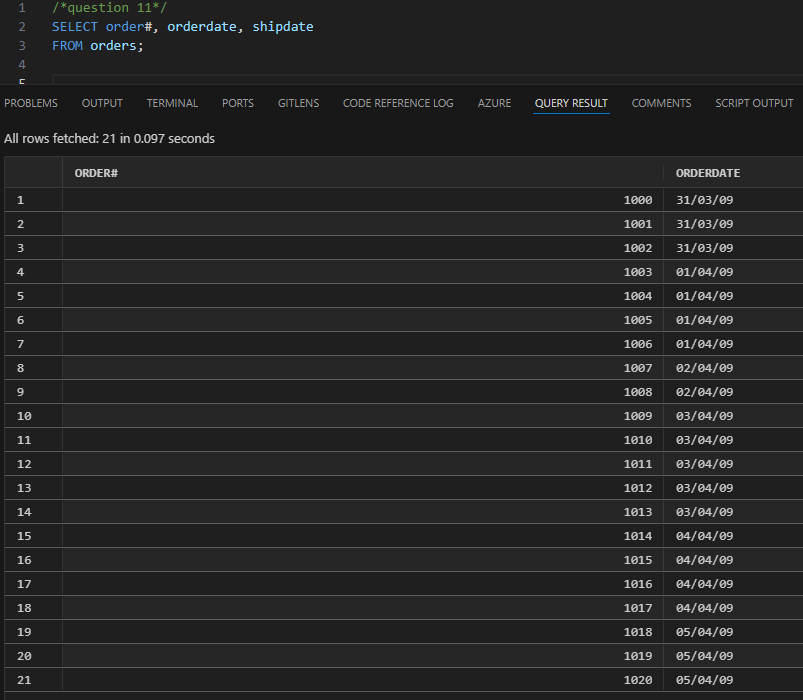 1 /*question 11*/
2 SELECT order#, orderdate, shipdate
3 FROM orders;
4
5
PROBLEMS OUTPUT TERMINAL PORTS GITLENS CODE REFERENCE LOG AZURE QUERY RESULT COMMENTS SCRIPT OUTPUT
All rows fetched: 21 in 0.097 seconds
ORDER# ORDERDATE
1 1000 31/03/09
2 1001 31/03/09
3 1002 31/03/09
4 1003 01/04/09
5 1004 01/04/09
6 1005 01/04/09
7 1006 01/04/09
8 1007 02/04/09
9 1008 02/04/09
10 1009 03/04/09
11 1010 03/04/09
12 1011 03/04/09
13 1012 03/04/09
14 1013 03/04/09
15 1014 04/04/09
16 1015 04/04/09
17 1016 04/04/09
18 1017 04/04/09
19 1018 05/04/09
20 1019 05/04/09
21 1020 05/04/09